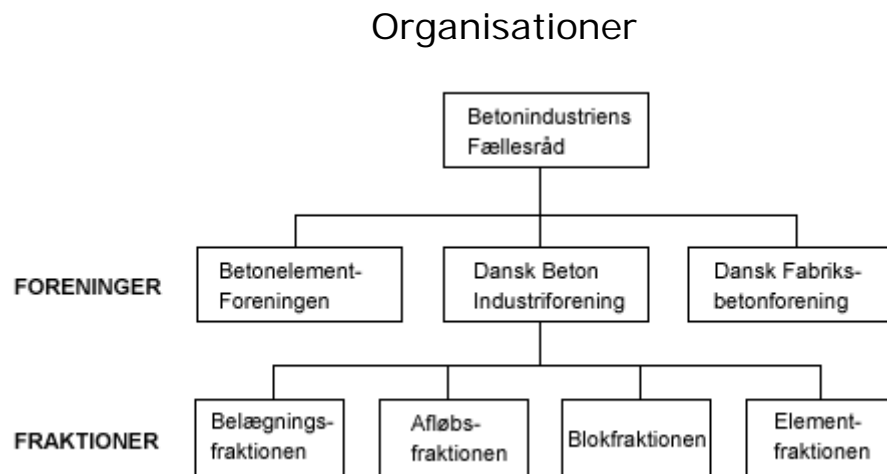 Organisationer
Betonindustriens
Fællesråd
FORENINGER
Betonelement-
Foreningen
Dansk Beton
Industriforening
Dansk Fabriks-
betonforening
FRAKTIONER
Belægnings-
fraktionen
Afløbs-
fraktionen
Blokfraktionen
Element-
fraktionen